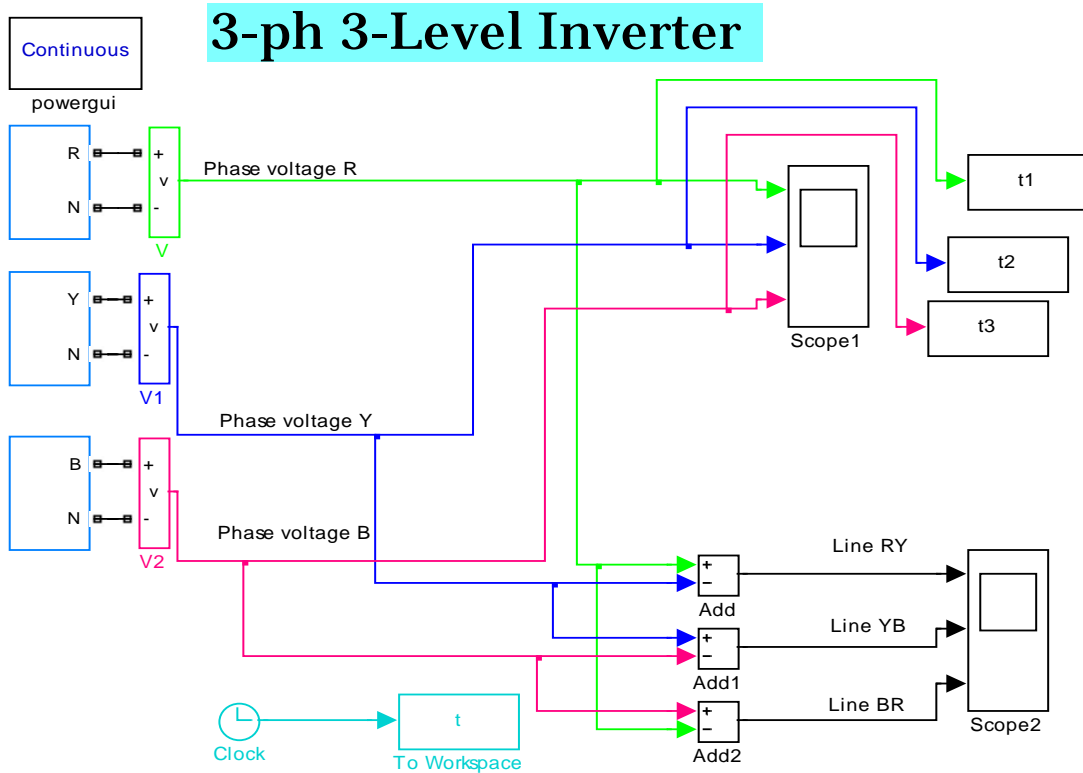 3-ph 3-Level Inverter
Continuous
powergui
R
N
+
v
-
V
Phase voltage R
t1
t2
t3
Scope1
Y
N
+
v
-
V1
Phase voltage Y
B
N
+
v
-
V2
Phase voltage B
+
−
Add
Line RY
+
−
Add1
Line YB
+
−
Add2
Line BR
Scope2
Clock
t
To Workspace